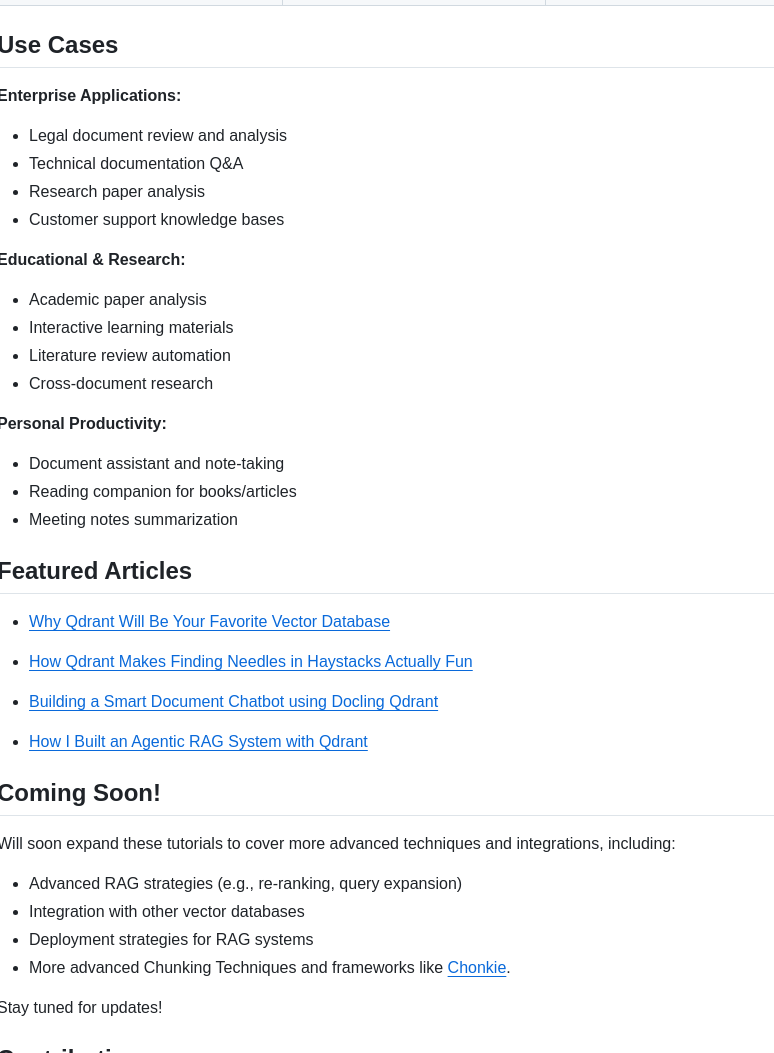 Use Cases
Enterprise Applications:
Legal document review and analysis
Technical documentation Q&A
Research paper analysis
Customer support knowledge bases
Educational & Research:
Academic paper analysis
Interactive learning materials
Literature review automation
Cross-document research
Personal Productivity:
Document assistant and note-taking
Reading companion for books/articles
Meeting notes summarization
Featured Articles
Why Qdrant Will Be Your Favorite Vector Database
How Qdrant Makes Finding Needles in Haystacks Actually Fun
Building a Smart Document Chatbot using Docling Qdrant
How I Built an Agentic RAG System with Qdrant
Coming Soon!
Will soon expand these tutorials to cover more advanced techniques and integrations, including:
Advanced RAG strategies (e.g., re-ranking, query expansion)
Integration with other vector databases
Deployment strategies for RAG systems
More advanced Chunking Techniques and frameworks like Chonkie.
Stay tuned for updates!